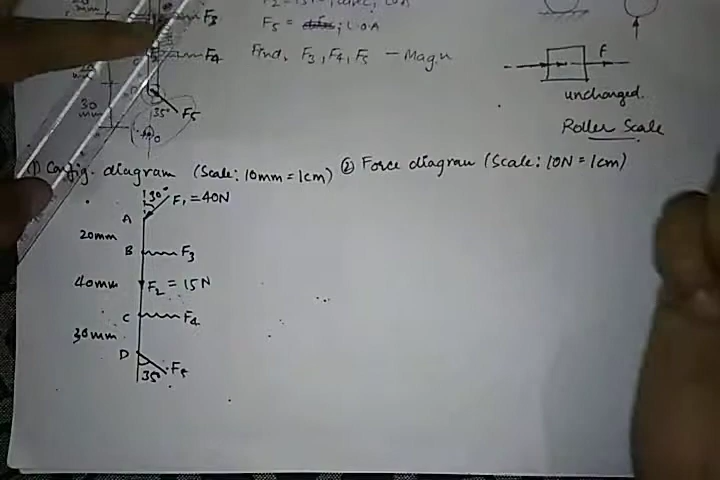 F3
F5 = ; L.O.A
F4
Find, F3, F4, F5 - Magn
30
mm
35°
F5
F
uncharged.
Roller Scale
(1) Config. diagram (Scale: 10mm = 1cm)
(2) Force diagram (Scale: 10N = 1cm)
30°
F1 = 40N
A
20mm
B
F3
40mm
F2 = 15N
C
F4
30mm
D
F5
35°